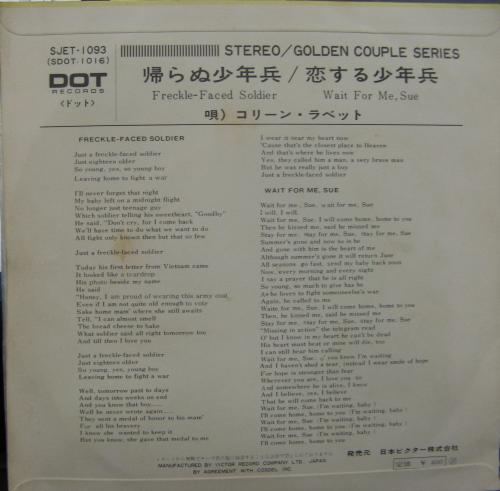 SJET-1093
(SDOT-1016)
STEREO/GOLDEN COUPLE SERIES
DOT
RECORDS
<ドット>
帰らぬ少年兵/恋する少年兵
Freckle-Faced Soldier Wait For Me, Sue
唄) コリーン・ラベット
FRECKLE-FACED SOLDIER
Just a freckle-faced soldier
Just eighteen older
So young, yes, so young boy
Leaving home to fight a war
I'll never forget that night
My baby left on a midnight flight
No longer just teenage guy
Which soldier telling his sweetheart, "Goodby"
He said, "Don't cry, for I come back
We'll have time to do what we want to do
All fight only known then but that so few
Just a freckle-faced soldier
Today his first letter from Vietnam came
It looked like a teardrop
His photo beside my name
He said
"Honey, I am proud of wearing this army coat
Even if I am not quite old enough to vote
Sake home mam' where she still awaits
Tell, "I can almost smell
The bread cheese to bake
What soldier said all right tomorrow too
And till then I love you
Just a freckle-faced soldier
Just eighteen older
So young, yes, young boy
Leaving home to fight a war
Well, tomorrow past to days
And days into weeks on end
And you know that boy......
Well he never wrote again......
They sent a medal of honor to his mam'
For all his bravery
I know she wanted to keep it
But you know, she gave that medal to me
I wear it near my heart now
'Cause that's the closest place to Heaven
And that's where he lives now
Yes, they called him a man, a very brave man
But he was really just a boy
Just a freckle-faced soldier
WAIT FOR ME, SUE
Wait for me, Sue, wait for me, Sue
I will, I will.
Wait for me, Sue, I will come home, home to you
Then he kissed me, said he missed me
Stay for me, stay for me, stay for me, Sue
Summer's gone and now so is he
And gone with him is the heart of me
Although summer's gone it will return June
All seasons go fast, send my baby back soon
Now, every morning and every night
I say a prayer that he is all right
So young, so much to give has he
As he loves to fight someone else's war
Again, he called to me
Waite for me, Sue, I will come home, home to you
Then, he kissed me, said he missed me
Stay for me, stay for me, Sue, stay for me, Sue
"Missing in action" the telegram read
O' but I know in my heart he can't be dead
His heart must beat or mine will die, too
I can still hear him calling
Wait for me, Sue, o' you know I'm waiting
And I haven't shed a tear, instead I wear smile of hope
For hope is stronger than fear
Wherever you are, I love you so
And somewhere he is alive, I know
And I believe, yes, I believe
That he will come back to me
Wait for me, Sue (I'm waiting, baby)
I'll come home, home to you (I'm waiting, baby)
Wait for me, Sue (I'm waiting, baby)
I'll come home, home to you (I'm waiting, baby)
Wait for me, Sue (I'm waiting, baby)
I'll come home, home to you (I'm waiting, baby)
MANUFACTURED BY VICTOR RECORD COMPANY LTD. JAPAN
BY AGREEMENT WITH COSDEL INC.
発売元 日本ビクター株式会社
定価 ¥400